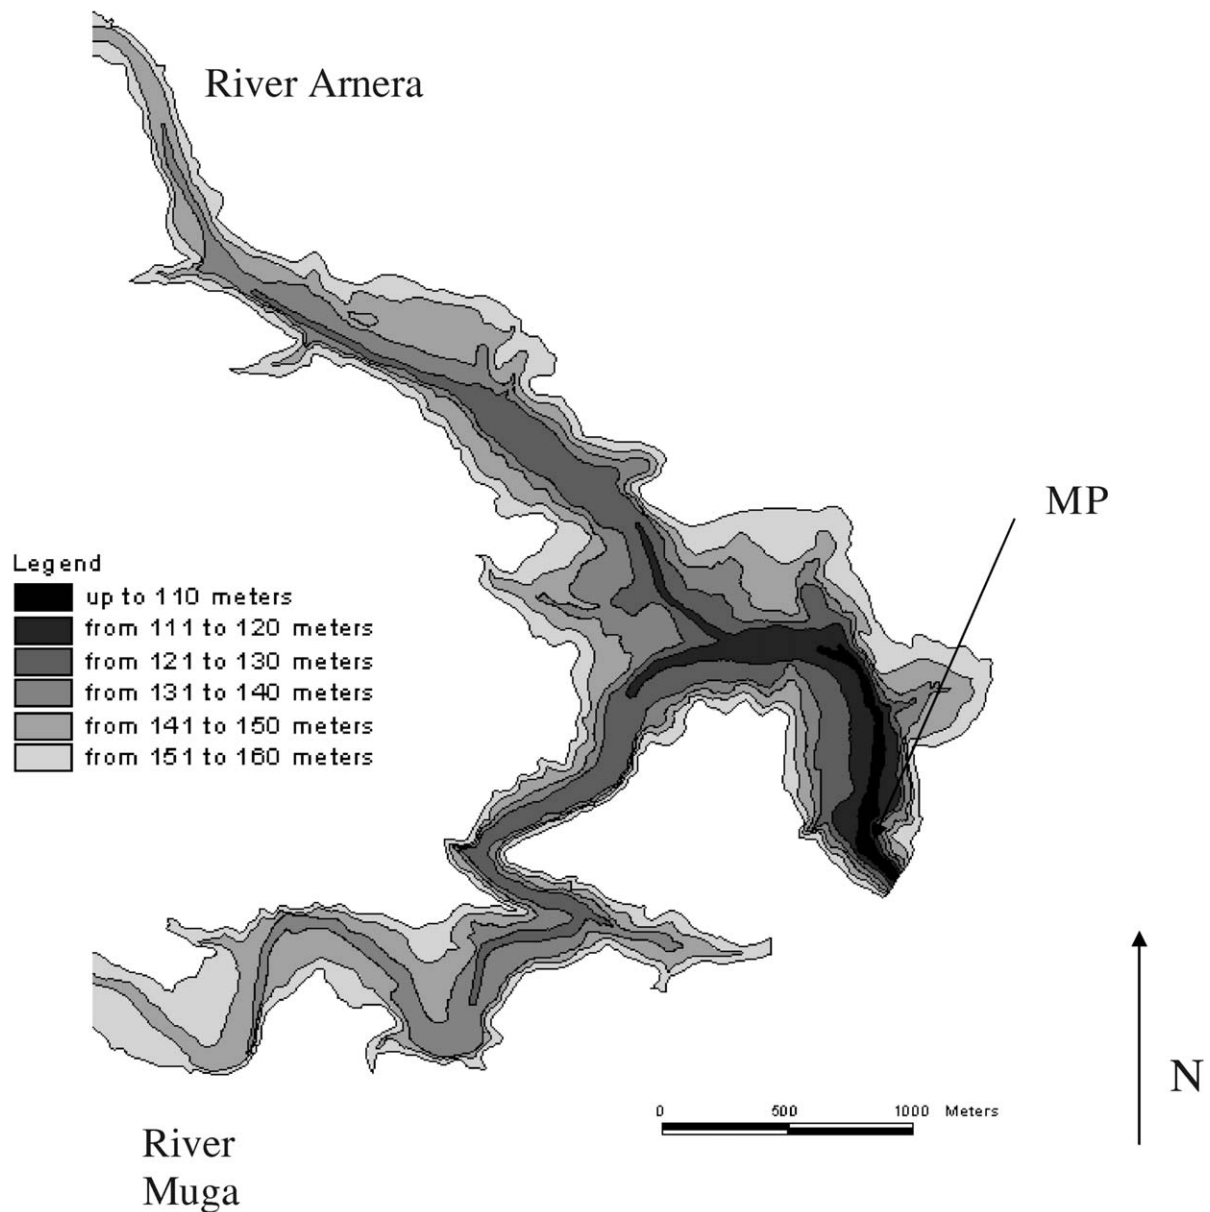 River Arnera
MP
Legend
up to 110 meters
from 111 to 120 meters
from 121 to 130 meters
from 131 to 140 meters
from 141 to 150 meters
from 151 to 160 meters
N
0 500 1000 Meters
River
Muga